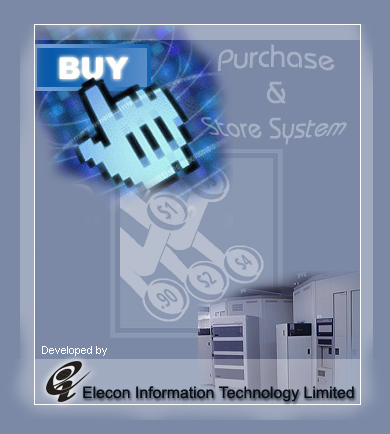 BUY
Purchase
&
Store System
$1
90
$2
$4
Developed by
Elecon Information Technology Limited